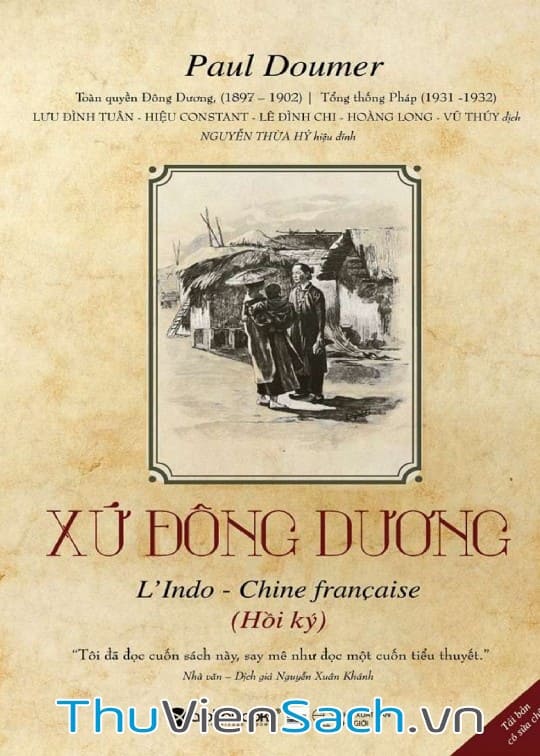 Paul Doumer
Toàn quyền Đông Dương, (1897 – 1902) | Tổng thống Pháp (1931 -1932)
LƯU ĐÌNH TUÂN - HIỆU CONSTANT - LÊ ĐÌNH CHI - HOÀNG LONG - VŨ THÚY dịch
NGUYỄN THỪA HỶ hiệu đính
XỨ ĐÔNG DƯƠNG
L’Indo - Chine française
(Hồi ký)
“Tôi đã đọc cuốn sách này, say mê như đọc một cuốn tiểu thuyết.”
Nhà văn – Dịch giả Nguyễn Xuân Khánh
ThuVienSach.vn
Tái bản
có sửa